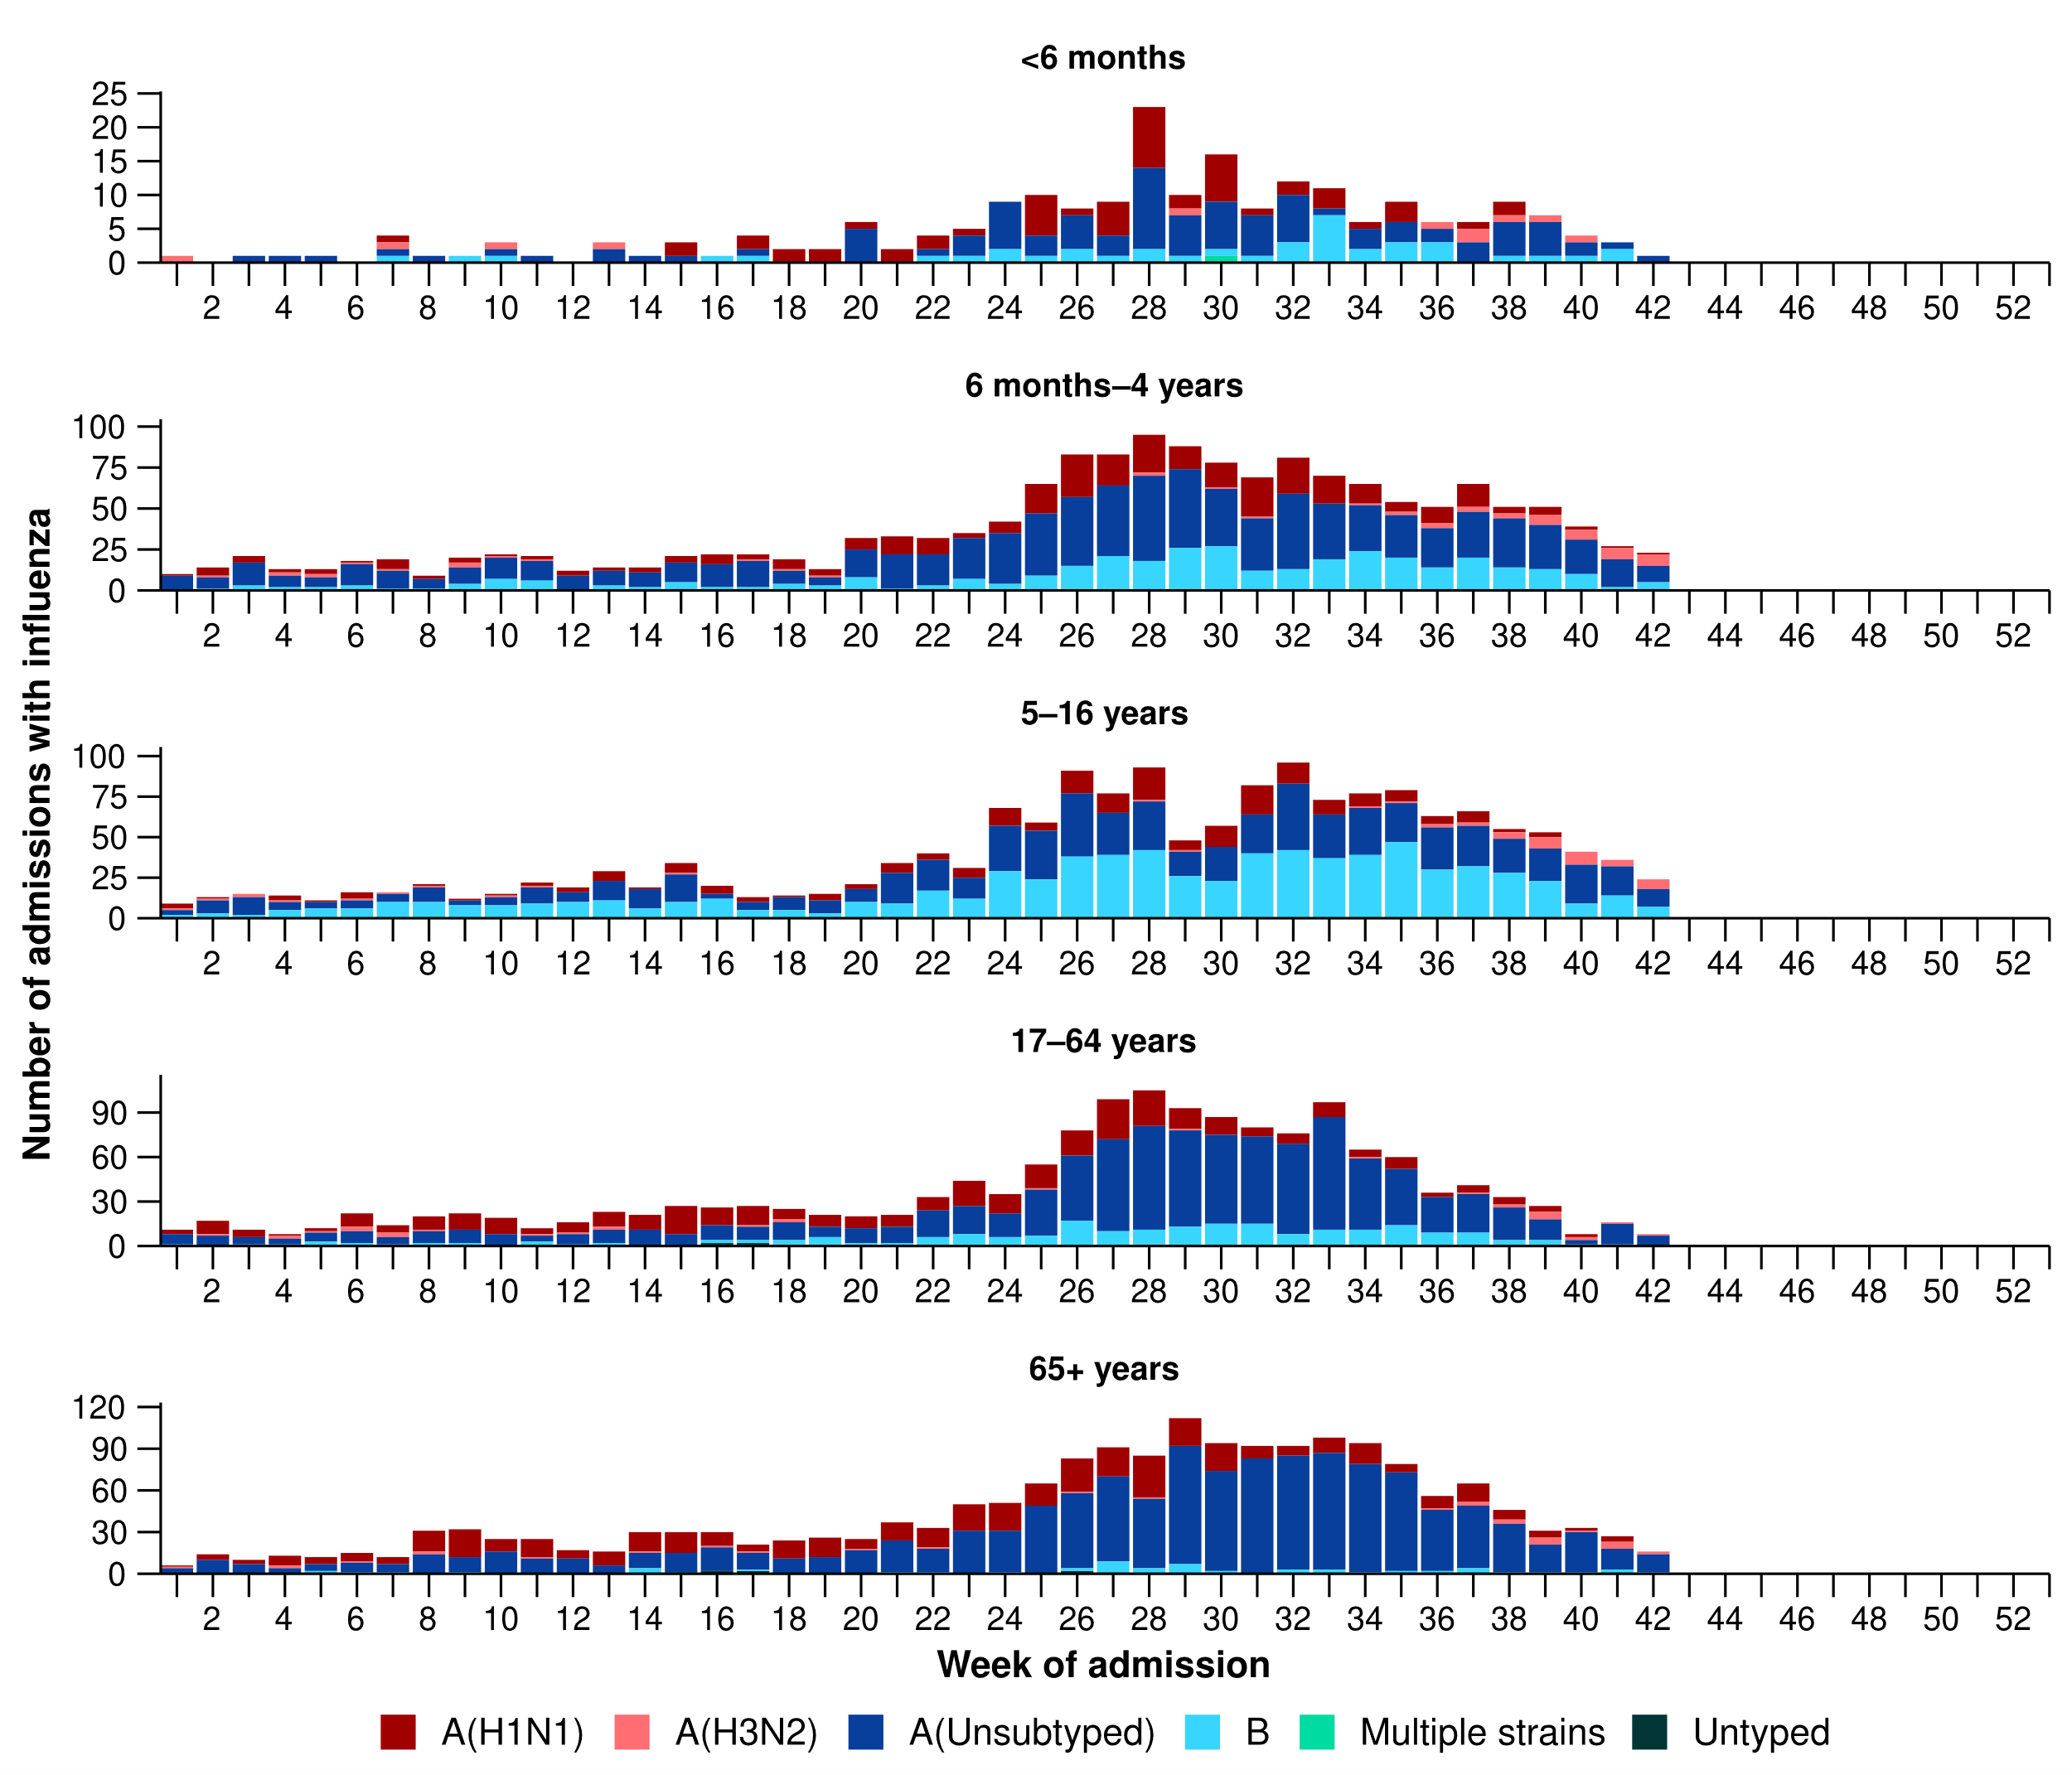 Number of admissions with influenza
<6 months
25
20
15
10
5
0
2 4 6 8 10 12 14 16 18 20 22 24 26 28 30 32 34 36 38 40 42 44 46 48 50 52
6 months–4 years
100
75
50
25
0
2 4 6 8 10 12 14 16 18 20 22 24 26 28 30 32 34 36 38 40 42 44 46 48 50 52
5–16 years
100
75
50
25
0
2 4 6 8 10 12 14 16 18 20 22 24 26 28 30 32 34 36 38 40 42 44 46 48 50 52
17–64 years
90
60
30
0
2 4 6 8 10 12 14 16 18 20 22 24 26 28 30 32 34 36 38 40 42 44 46 48 50 52
65+ years
120
90
60
30
0
2 4 6 8 10 12 14 16 18 20 22 24 26 28 30 32 34 36 38 40 42 44 46 48 50 52
Week of admission
A(H1N1) A(H3N2) A(Unsubtyped) B Multiple strains Untyped